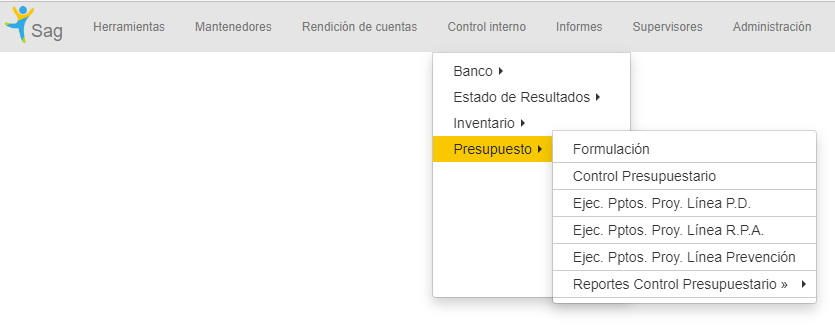 Sag
Herramientas
Mantenedores
Rendición de cuentas
Control interno
Informes
Supervisores
Administración
Banco
Estado de Resultados
Inventario
Presupuesto
Formulación
Control Presupuestario
Ejec. Pptos. Proy. Línea P.D.
Ejec. Pptos. Proy. Línea R.P.A.
Ejec. Pptos. Proy. Línea Prevención
Reportes Control Presupuestario »